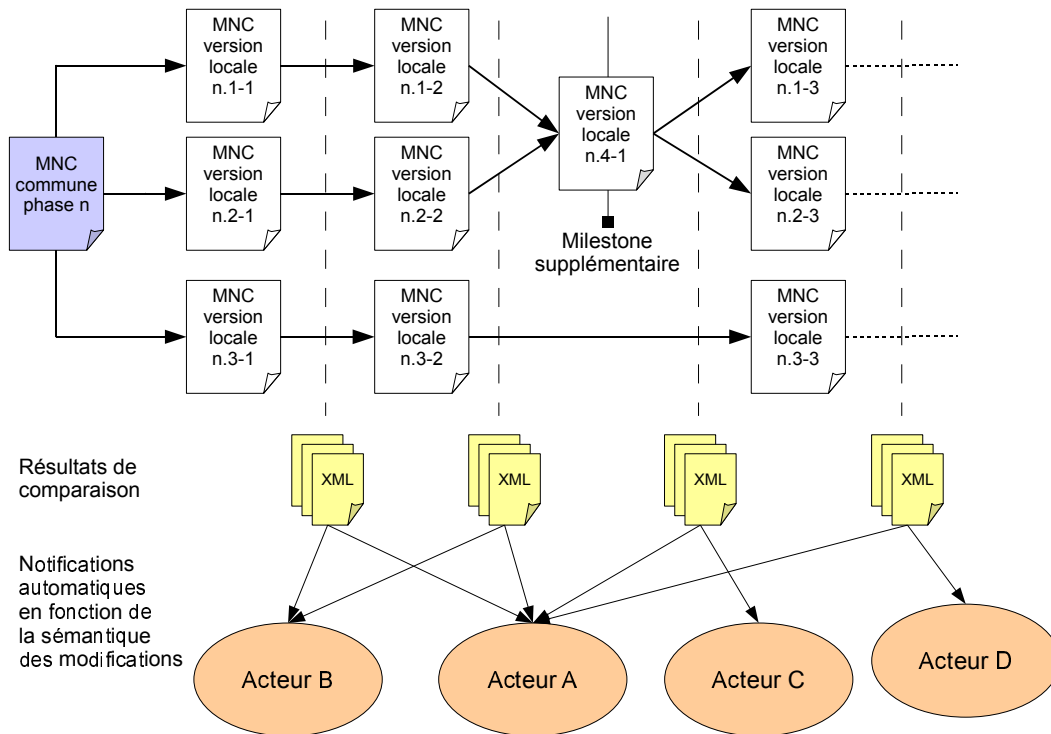 MNC
version
locale
n.1-1
MNC
version
locale
n.1-2
MNC
version
locale
n.4-1
MNC
version
locale
n.1-3
MNC
commune
phase n
MNC
version
locale
n.2-1
MNC
version
locale
n.2-2
MNC
version
locale
n.2-3
Milestone
supplémentaire
MNC
version
locale
n.3-1
MNC
version
locale
n.3-2
MNC
version
locale
n.3-3
Résultats de
comparaison
XML
XML
XML
XML
Notifications
automatiques
en fonction de
la sémantique
des modifications
Acteur B
Acteur A
Acteur C
Acteur D